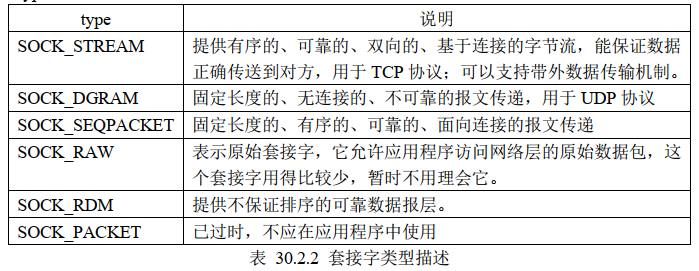 type 说明
SOCK_STREAM 提供有序的、可靠的、双向的、基于连接的字节流，能保证数据
正确传送到对方，用于 TCP 协议；可以支持带外数据传输机制。
SOCK_DGRAM 固定长度的、无连接的、不可靠的报文传递，用于 UDP 协议
SOCK_SEQPACKET 固定长度的、有序的、可靠的、面向连接的报文传递
SOCK_RAW 表示原始套接字，它允许应用程序访问网络层的原始数据包，这
个套接字用得比较少，暂时不用理会它。
SOCK_RDM 提供不保证排序的可靠数据报层。
SOCK_PACKET 已过时，不应在应用程序中使用
表 30.2.2 套接字类型描述